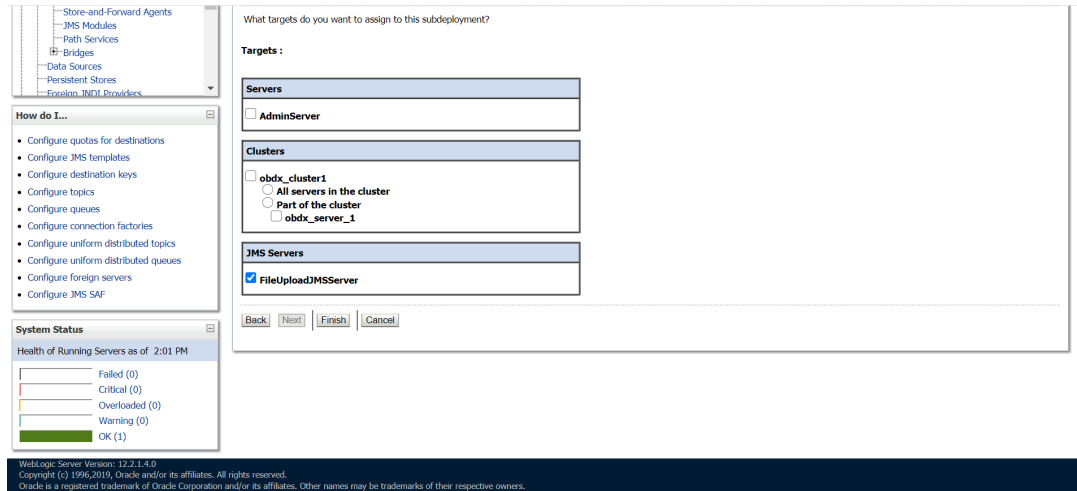 Store-and-Forward Agents
JMS Modules
Path Services
Bridges
Data Sources
Persistent Stores
Foreign JNDI Providers
How do I...
Configure quotas for destinations
Configure JMS templates
Configure destination keys
Configure topics
Configure queues
Configure connection factories
Configure uniform distributed topics
Configure uniform distributed queues
Configure foreign servers
Configure JMS SAF
System Status
Health of Running Servers as of 2:01 PM
Failed (0)
Critical (0)
Overloaded (0)
Warning (0)
OK (1)
What targets do you want to assign to this subdeployment?
Targets :
Servers
AdminServer
Clusters
obdx_cluster1
All servers in the cluster
Part of the cluster
obdx_server_1
JMS Servers
FileUploadJMSServer
Back Next Finish Cancel
WebLogic Server Version: 12.2.1.4.0
Copyright (c) 1996,2019, Oracle and/or its affiliates. All rights reserved.
Oracle is a registered trademark of Oracle Corporation and/or its affiliates. Other names may be trademarks of their respective owners.